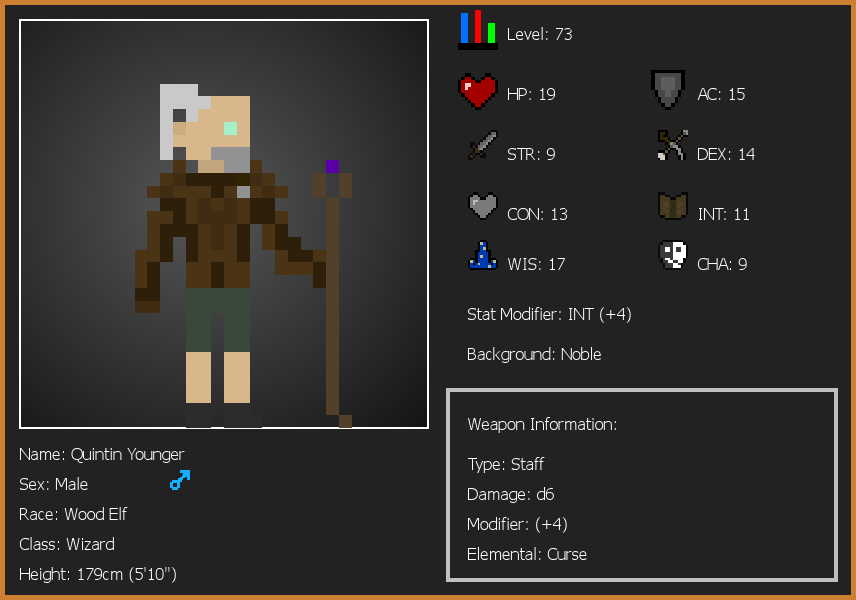 Level: 73
HP: 19
AC: 15
STR: 9
DEX: 14
CON: 13
INT: 11
WIS: 17
CHA: 9
Stat Modifier: INT (+4)
Background: Noble
Weapon Information:
Type: Staff
Damage: d6
Modifier: (+4)
Elemental: Curse
Name: Quintin Younger
Sex: Male
Race: Wood Elf
Class: Wizard
Height: 179cm (5'10")